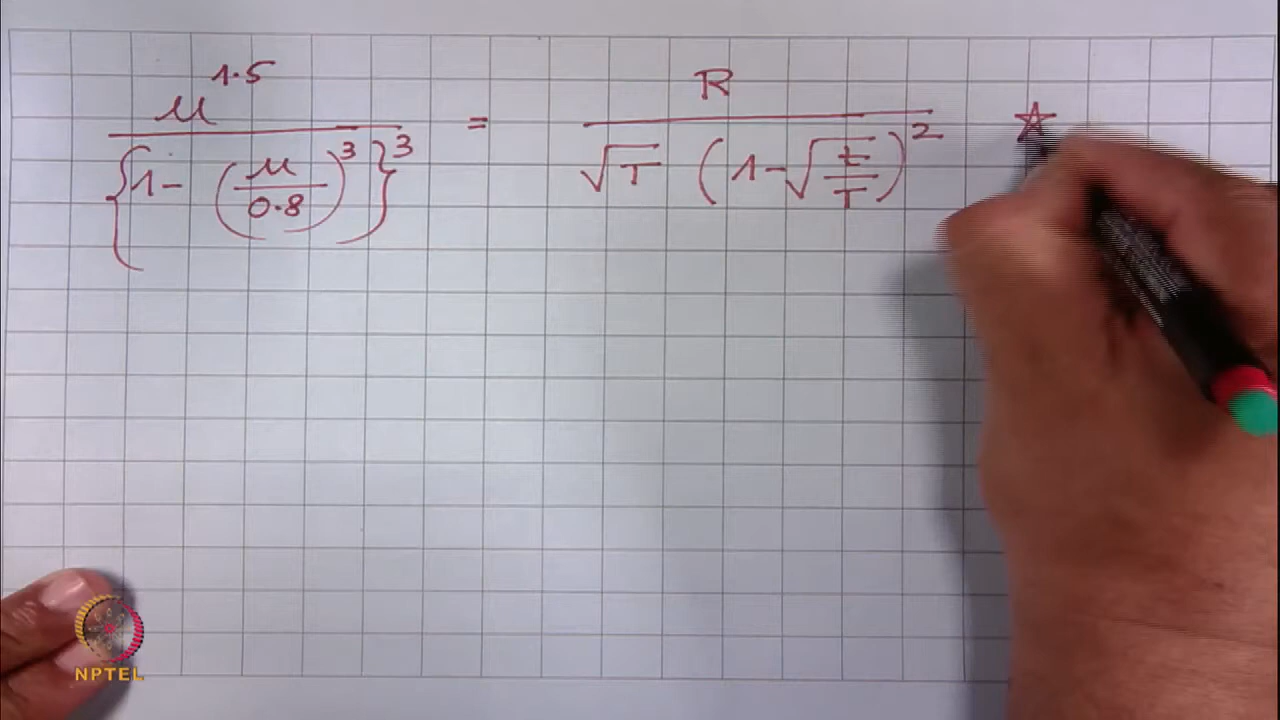 μ^1.5 / {1 - (μ/0.8)^3}^3 = R / (√T (1 - √(t/T))^2) ☆
NPTEL